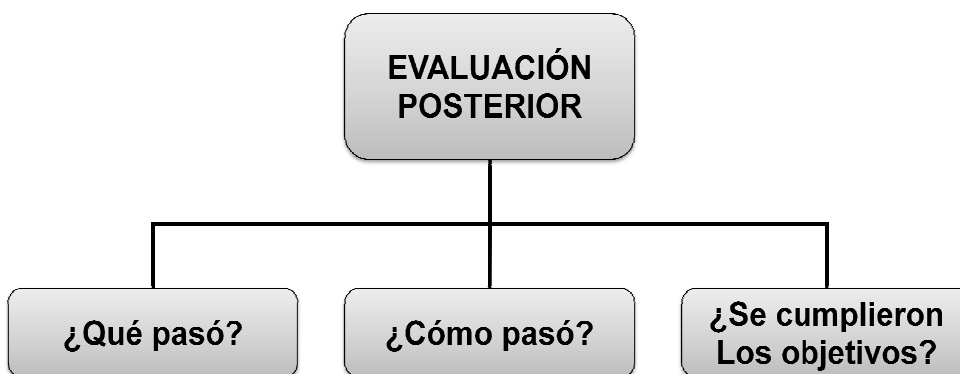 EVALUACIÓN
POSTERIOR
¿Qué pasó?
¿Cómo pasó?
¿Se cumplieron
Los objetivos?